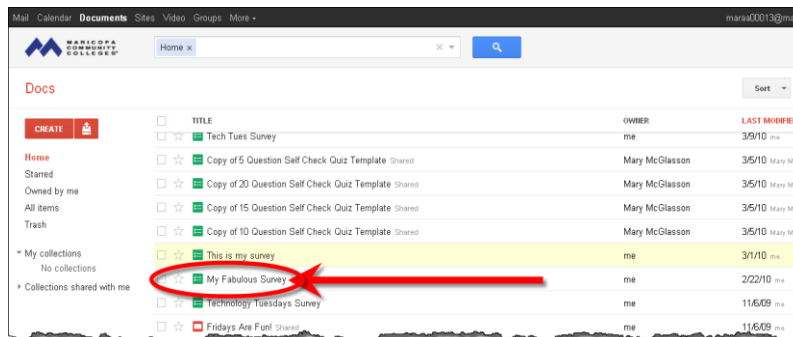 Mail Calendar Documents Sites Video Groups More
maraa00013@ma
MARICOPA
COMMUNITY
COLLEGES
Home ×
Docs
Sort
CREATE
TITLE OWNER LAST MODIFIE
Tech Tues Survey me 3/9/10 me
Home
Copy of 5 Question Self Check Quiz Template Shared Mary McGlasson 3/5/10 Mary M
Starred
Copy of 20 Question Self Check Quiz Template Shared Mary McGlasson 3/5/10 Mary M
Owned by me
All items
Copy of 15 Question Self Check Quiz Template Shared Mary McGlasson 3/5/10 Mary M
Trash
Copy of 10 Question Self Check Quiz Template Shared Mary McGlasson 3/5/10 Mary M
My collections
This is my survey me 3/1/10 me
No collections
My Fabulous Survey me 2/22/10 me
Collections shared with me
Technology Tuesdays Survey me 11/6/09 me
Fridays Are Fun! Shared me 11/6/09 me